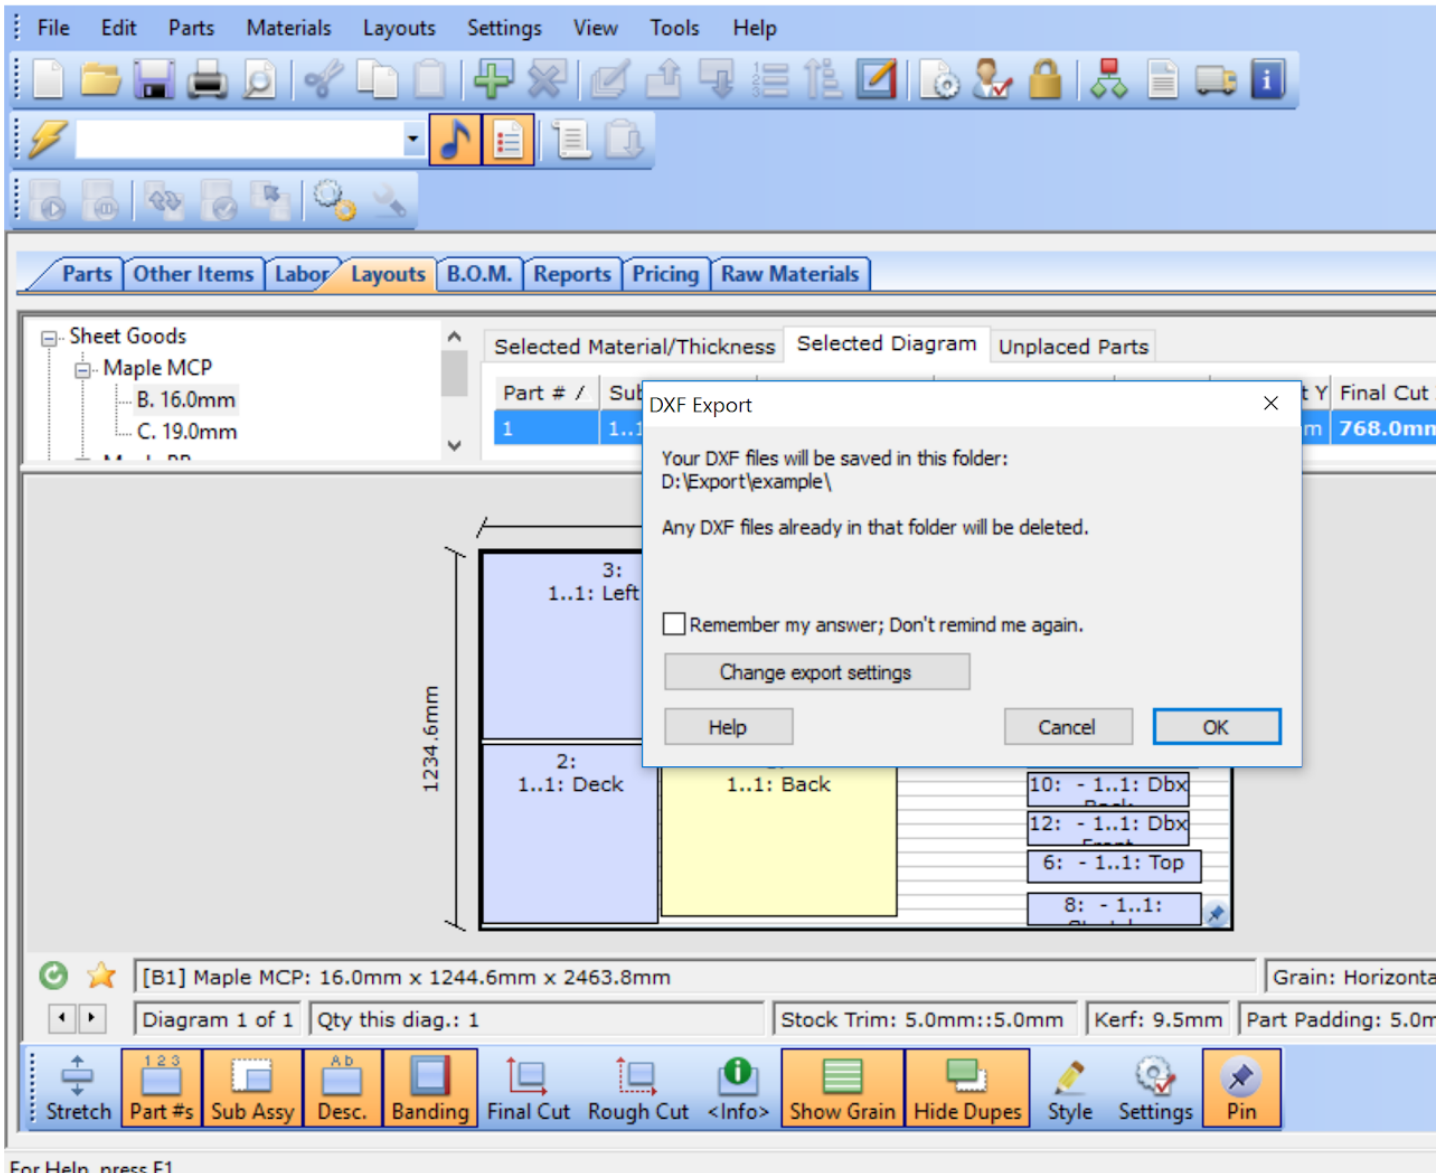 File Edit Parts Materials Layouts Settings View Tools Help
Parts Other Items Labor Layouts B.O.M. Reports Pricing Raw Materials
Sheet Goods
Maple MCP
B. 16.0mm
C. 19.0mm
Selected Material/Thickness Selected Diagram Unplaced Parts
Part # / Sub t Y Final Cut
1 1..1 m 768.0mm
DXF Export
Your DXF files will be saved in this folder:
D:\Export\example\
Any DXF files already in that folder will be deleted.
Remember my answer; Don't remind me again.
Change export settings
Help Cancel OK
1234.6mm
3:
1..1: Left
2:
1..1: Deck
1..1: Back
10: - 1..1: Dbx
12: - 1..1: Dbx
6: - 1..1: Top
8: - 1..1:
[B1] Maple MCP: 16.0mm x 1244.6mm x 2463.8mm Grain: Horizonta
Diagram 1 of 1 Qty this diag.: 1 Stock Trim: 5.0mm::5.0mm Kerf: 9.5mm Part Padding: 5.0m
1 2 3 A b
Stretch Part #s Sub Assy Desc. Banding Final Cut Rough Cut <Info> Show Grain Hide Dupes Style Settings Pin
For Help, press F1